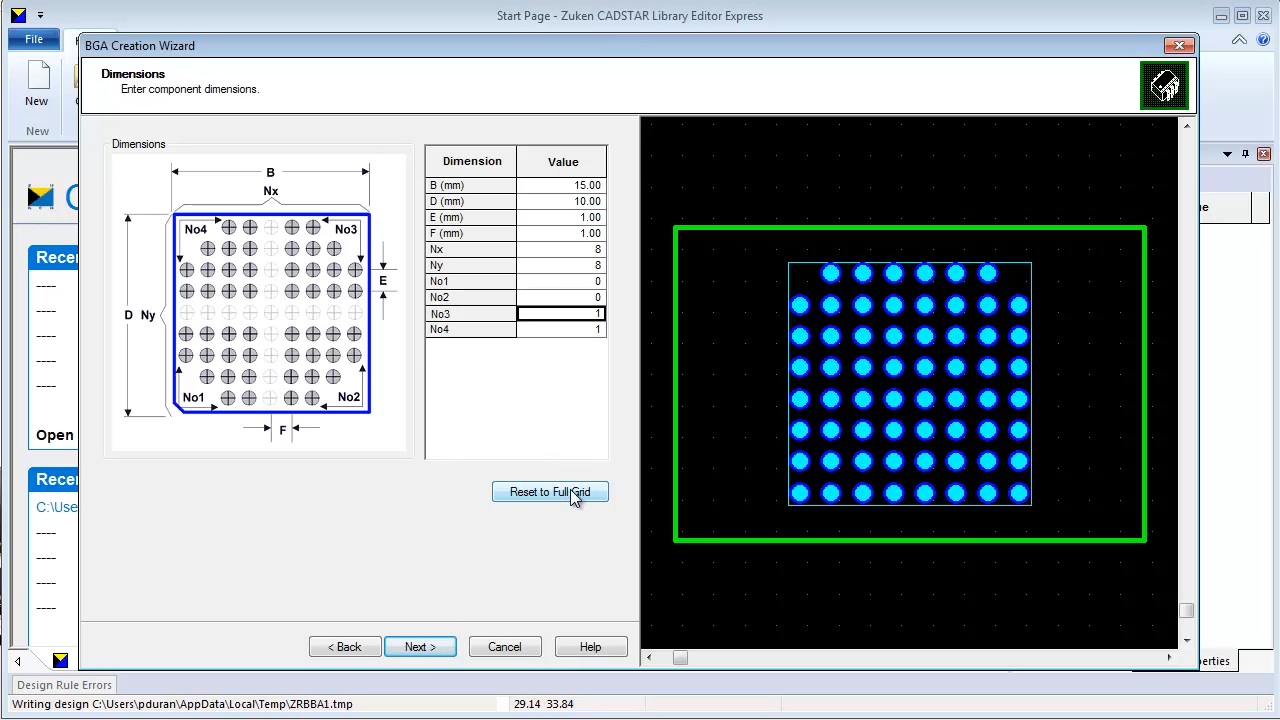 Start Page - Zuken CADSTAR Library Editor Express
File
New
New
BGA Creation Wizard
Dimensions
Enter component dimensions.
Dimensions
B
Nx
No4
No3
E
D Ny
No1
No2
F
Dimension Value
B (mm) 15.00
D (mm) 10.00
E (mm) 1.00
F (mm) 1.00
Nx 8
Ny 8
No1 0
No2 0
No3 1
No4 1
Reset to Full Grid
< Back
Next >
Cancel
Help
Recen
----
----
----
----
Open
Recen
C:\Use
----
----
----
----
ue
perties
Design Rule Errors
Writing design C:\Users\pduran\AppData\Local\Temp\ZRBBA1.tmp
29.14 33.84